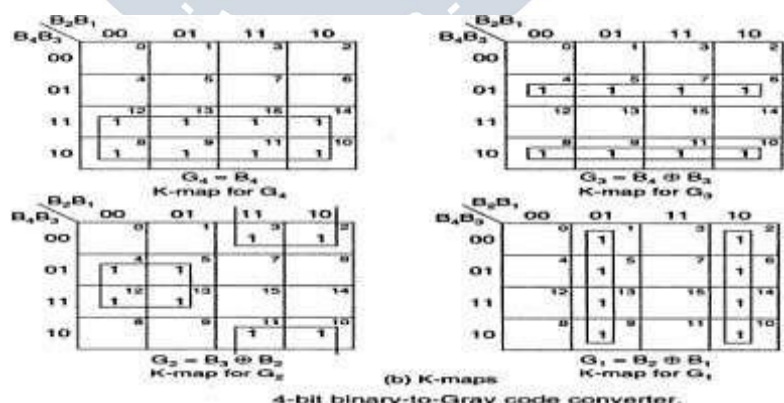 B₂B₁
B₄B₃ 00 01 11 10
0 1 3 2
00
4 5 7 6
01
12 13 15 14
11 1 1 1 1
8 9 11 10
10 1 1 1 1
G₄ = B₄
K-map for G₄
B₂B₁
B₄B₃ 00 01 11 10
0 1 3 2
00
4 5 7 6
01 1 1 1 1
12 13 15 14
11
8 9 11 10
10 1 1 1 1
G₃ = B₄ ⊕ B₃
K-map for G₃
B₂B₁
B₄B₃ 00 01 11 10
0 1 3 2
00 1 1
4 5 7 6
01 1 1
12 13 15 14
11 1 1
8 9 11 10
10 1 1
G₂ = B₃ ⊕ B₂
K-map for G₂
B₂B₁
B₄B₃ 00 01 11 10
0 1 3 2
00 1 1
4 5 7 6
01 1 1
12 13 15 14
11 1 1
8 9 11 10
10 1 1
G₁ = B₂ ⊕ B₁
K-map for G₁
(b) K-maps
4-bit binary-to-Gray code converter.